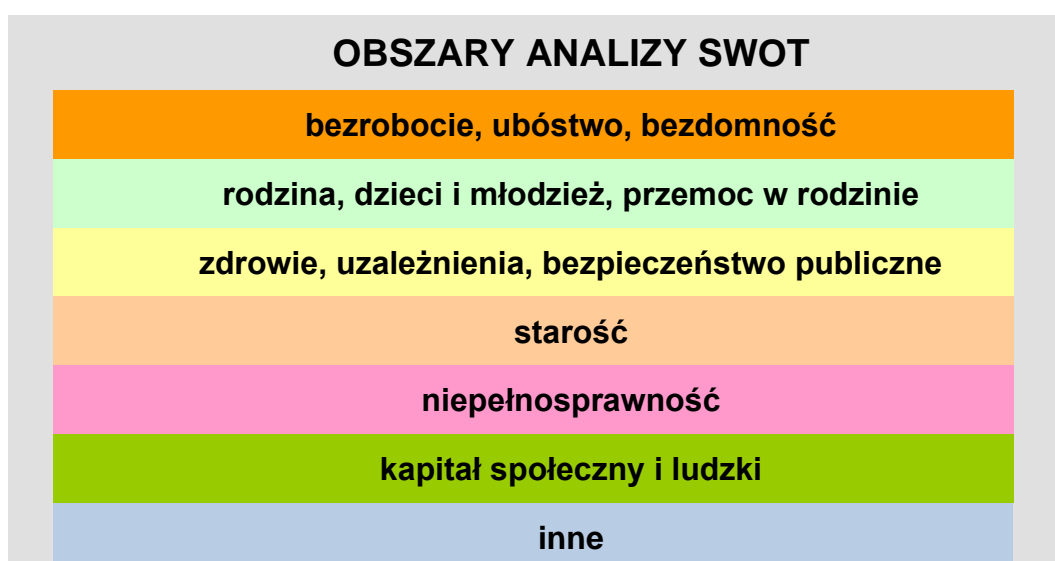 OBSZARY ANALIZY SWOT
bezrobocie, ubóstwo, bezdomność
rodzina, dzieci i młodzież, przemoc w rodzinie
zdrowie, uzależnienia, bezpieczeństwo publiczne
starość
niepełnosprawność
kapitał społeczny i ludzki
inne